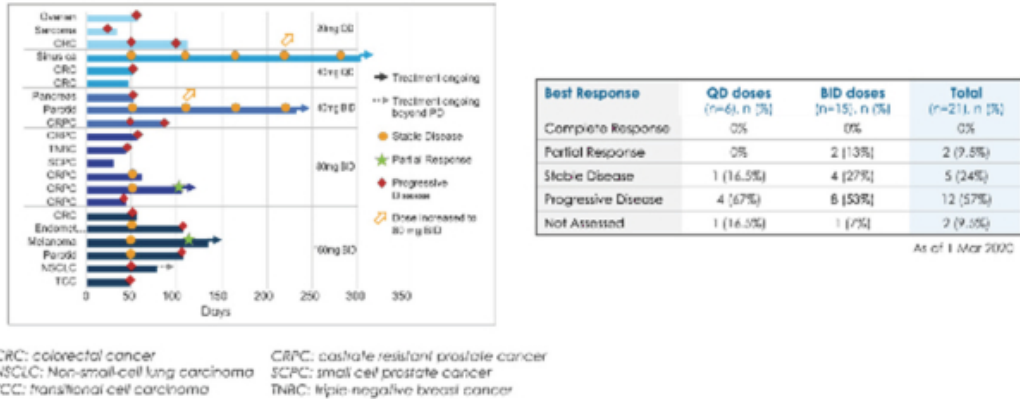 Ovarian
Sarcoma
CRC
20mg QD
Sinus ca
CRC
CRC
40mg QD
Pancreas
Parotid
CRPC
40mg BID
CRPC
TNBC
SCPC
CRPC
CRPC
CRPC
80mg BID
CRC
Endomet...
Melanoma
Parotid
NSCLC
TCC
160mg BID
0 50 100 150 200 250 300 350
Days
Treatment ongoing
Treatment ongoing
beyond PD
Stable Disease
Partial Response
Progressive
Disease
Dose increased to
80 mg BID
Best Response QD doses BID doses Total
(n=6), n (%) (n=15), n (%) (n=21), n (%)
Complete Response 0% 0% 0%
Partial Response 0% 2 (13%) 2 (9.5%)
Stable Disease 1 (16.5%) 4 (27%) 5 (24%)
Progressive Disease 4 (67%) 8 (53%) 12 (57%)
Not Assessed 1 (16.5%) 1 (7%) 2 (9.5%)
As of 1 Mar 2020
CRC: colorectal cancer CRPC: castrate resistant prostate cancer
NSCLC: Non-small-cell lung carcinoma SCPC: small cell prostate cancer
TCC: transitional cell carcinoma TNBC: triple-negative breast cancer